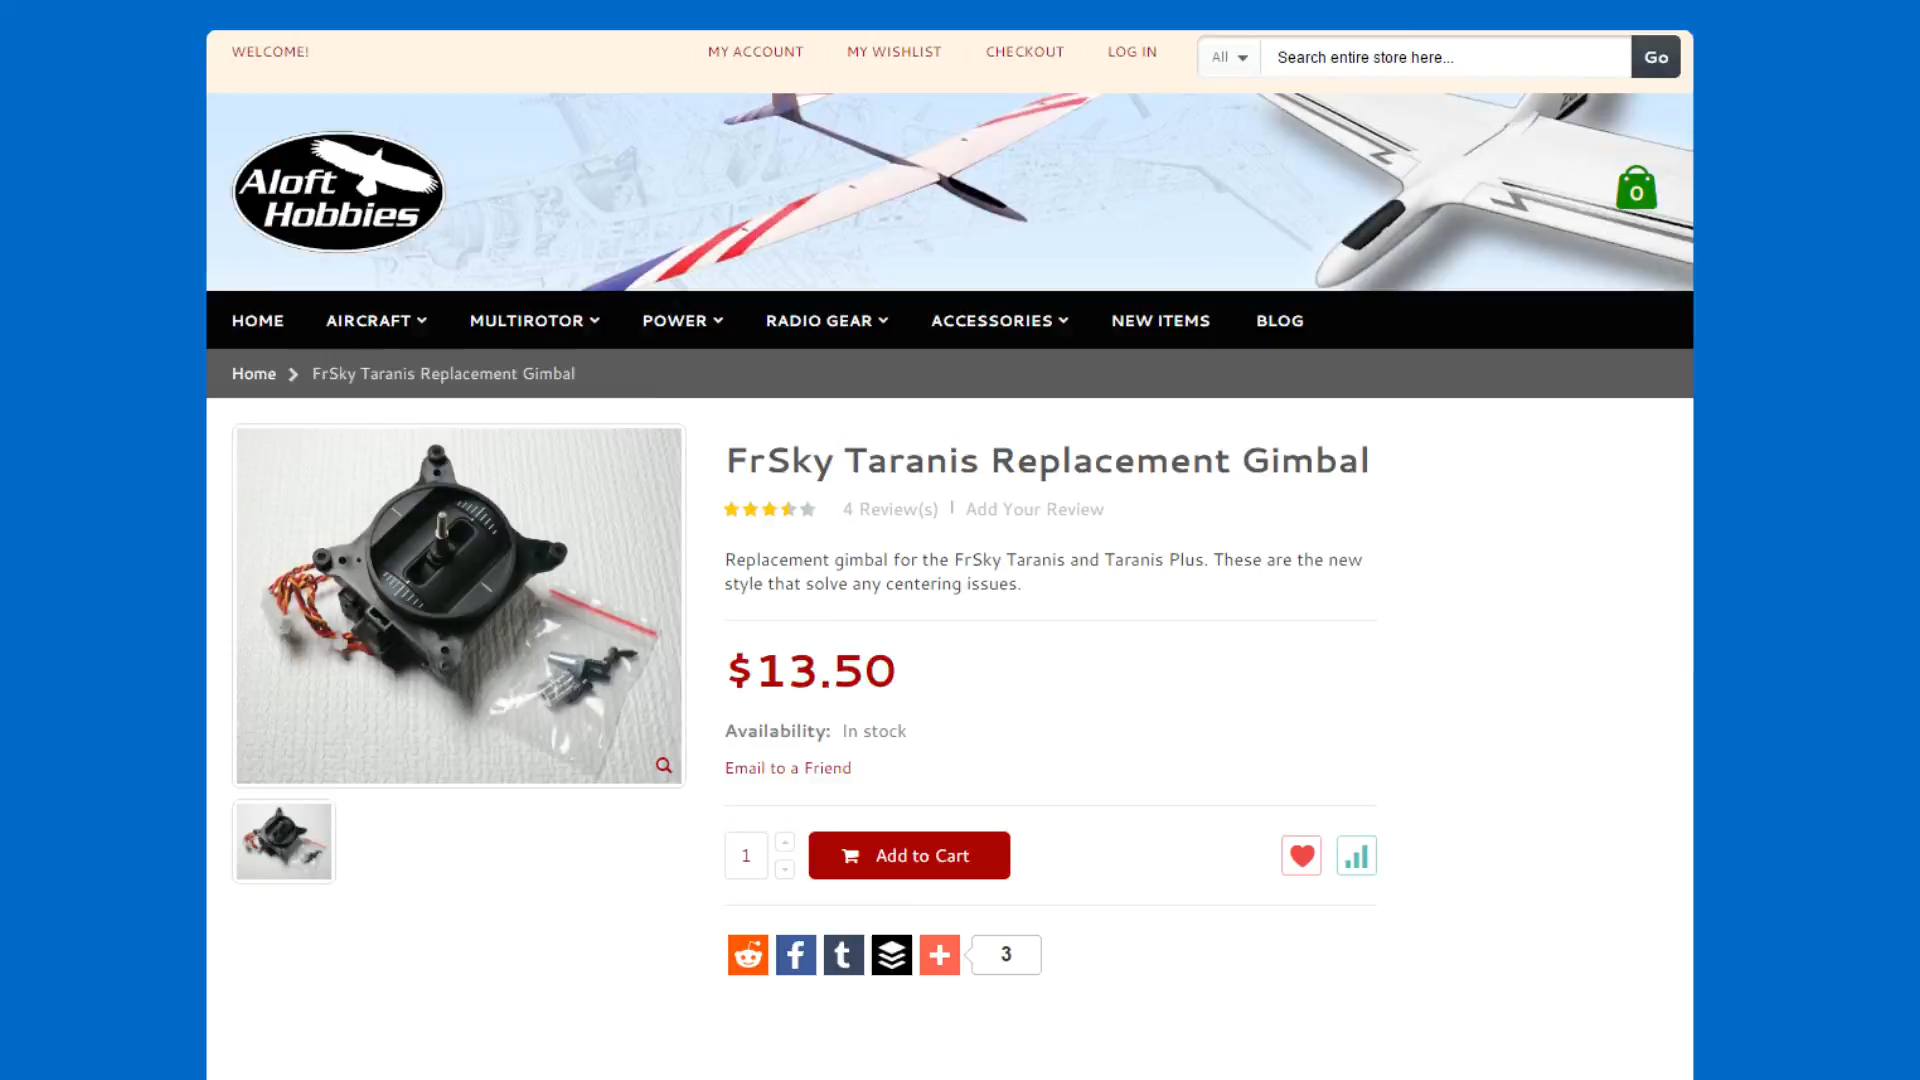 WELCOME!
MY ACCOUNT
MY WISHLIST
CHECKOUT
LOG IN
All
Search entire store here...
Go
Aloft
Hobbies
0
HOME
AIRCRAFT
MULTIROTOR
POWER
RADIO GEAR
ACCESSORIES
NEW ITEMS
BLOG
Home
FrSky Taranis Replacement Gimbal
FrSky Taranis Replacement Gimbal
4 Review(s)
Add Your Review
Replacement gimbal for the FrSky Taranis and Taranis Plus. These are the new
style that solve any centering issues.
$13.50
Availability: In stock
Email to a Friend
1
Add to Cart
3